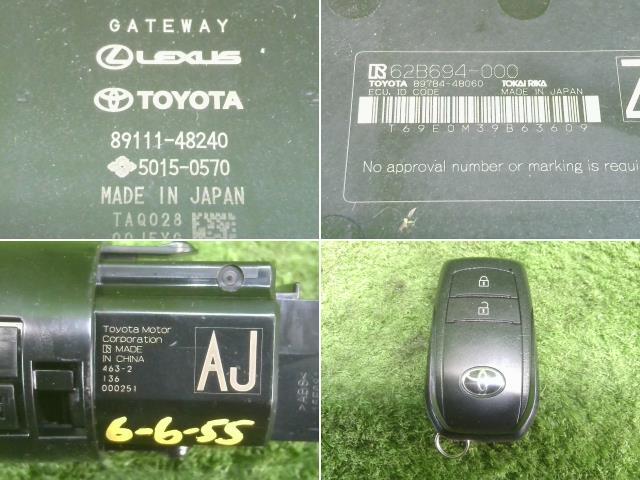 GATEWAY
LEXUS
TOYOTA
89111-48240
5015-0570
MADE IN JAPAN
TAQ028
62B694-000
TOYOTA 897B4-48060 TOKAI RIKA
ECU, ID CODE MADE IN JAPAN
T69E0M39B63609
No approval number or marking is requi
Toyota Motor
Corporation
MADE
IN CHINA
463-2
136
000251
AJ
>ABS<
6-6-55